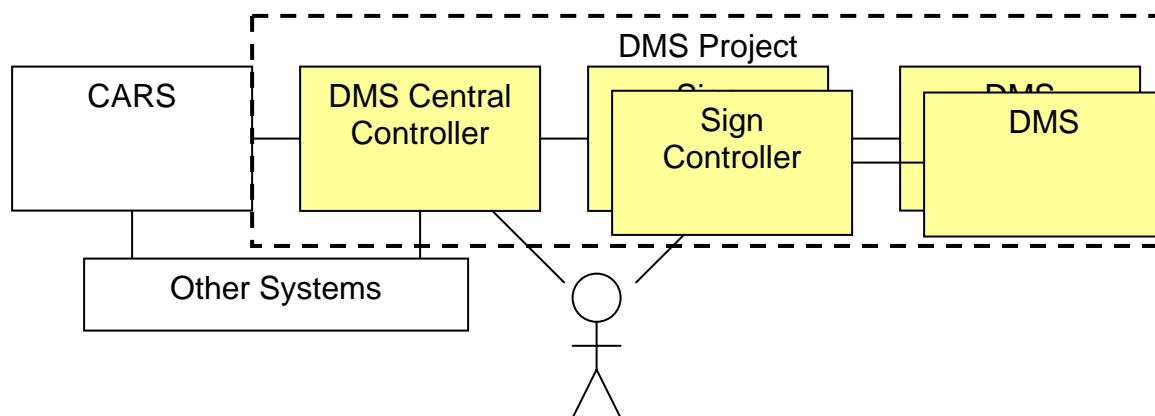 DMS Project
CARS
DMS Central
Controller
Sign
Controller
DMS
Other Systems